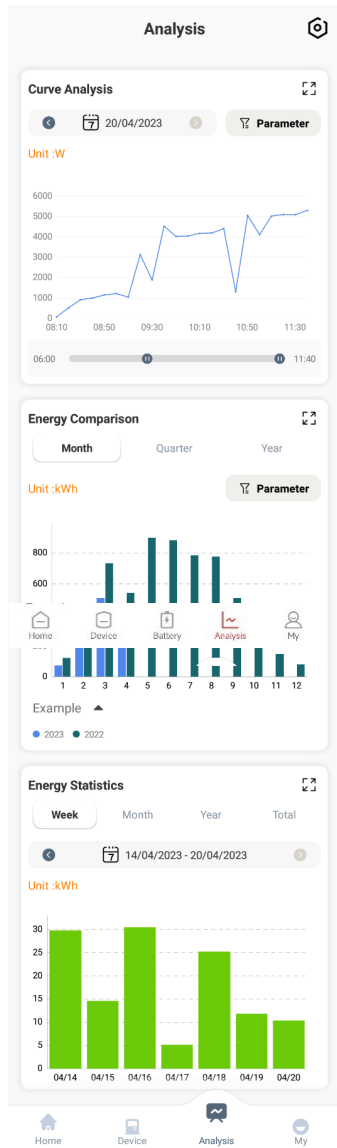 Analysis
Curve Analysis
7 20/04/2023 Parameter
Unit :W
6000
5000
4000
3000
2000
1000
0
08:10 08:50 09:30 10:10 10:50 11:30
06:00 11:40
Energy Comparison
Month Quarter Year
Unit :kWh Parameter
800
600
Home Device Battery Analysis My
0
1 2 3 4 5 6 7 8 9 10 11 12
Example
2023 2022
Energy Statistics
Week Month Year Total
7 14/04/2023 - 20/04/2023
Unit :kWh
30
25
20
15
10
5
0
04/14 04/15 04/16 04/17 04/18 04/19 04/20
Home Device Analysis My